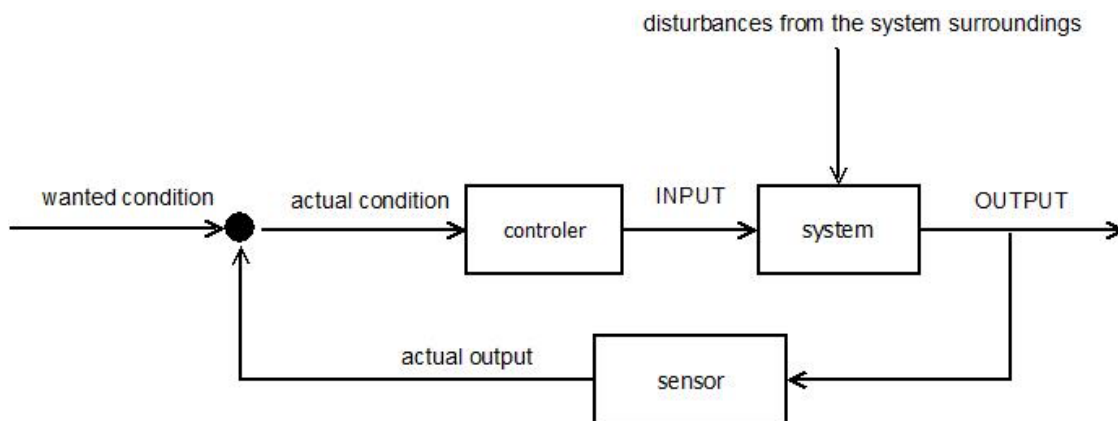 disturbances from the system surroundings
wanted condition
actual condition
controler
INPUT
system
OUTPUT
actual output
sensor